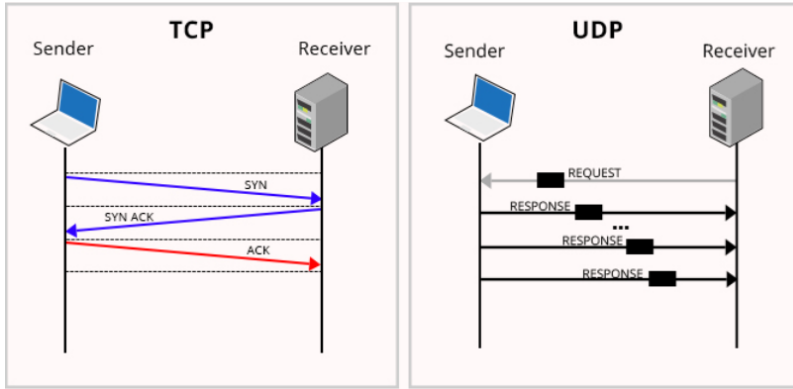 TCP
Sender
Receiver
SYN
SYN ACK
ACK
UDP
Sender
Receiver
REQUEST
RESPONSE
...
RESPONSE
RESPONSE